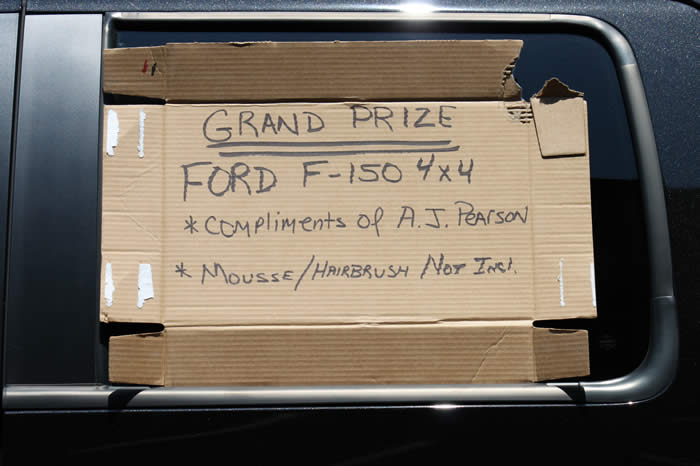 GRAND PRIZE
FORD F-150 4x4
* COMPLIMENTS OF A.J. PEARSON
* MOUSSE/HAIRBRUSH NOT INCL.